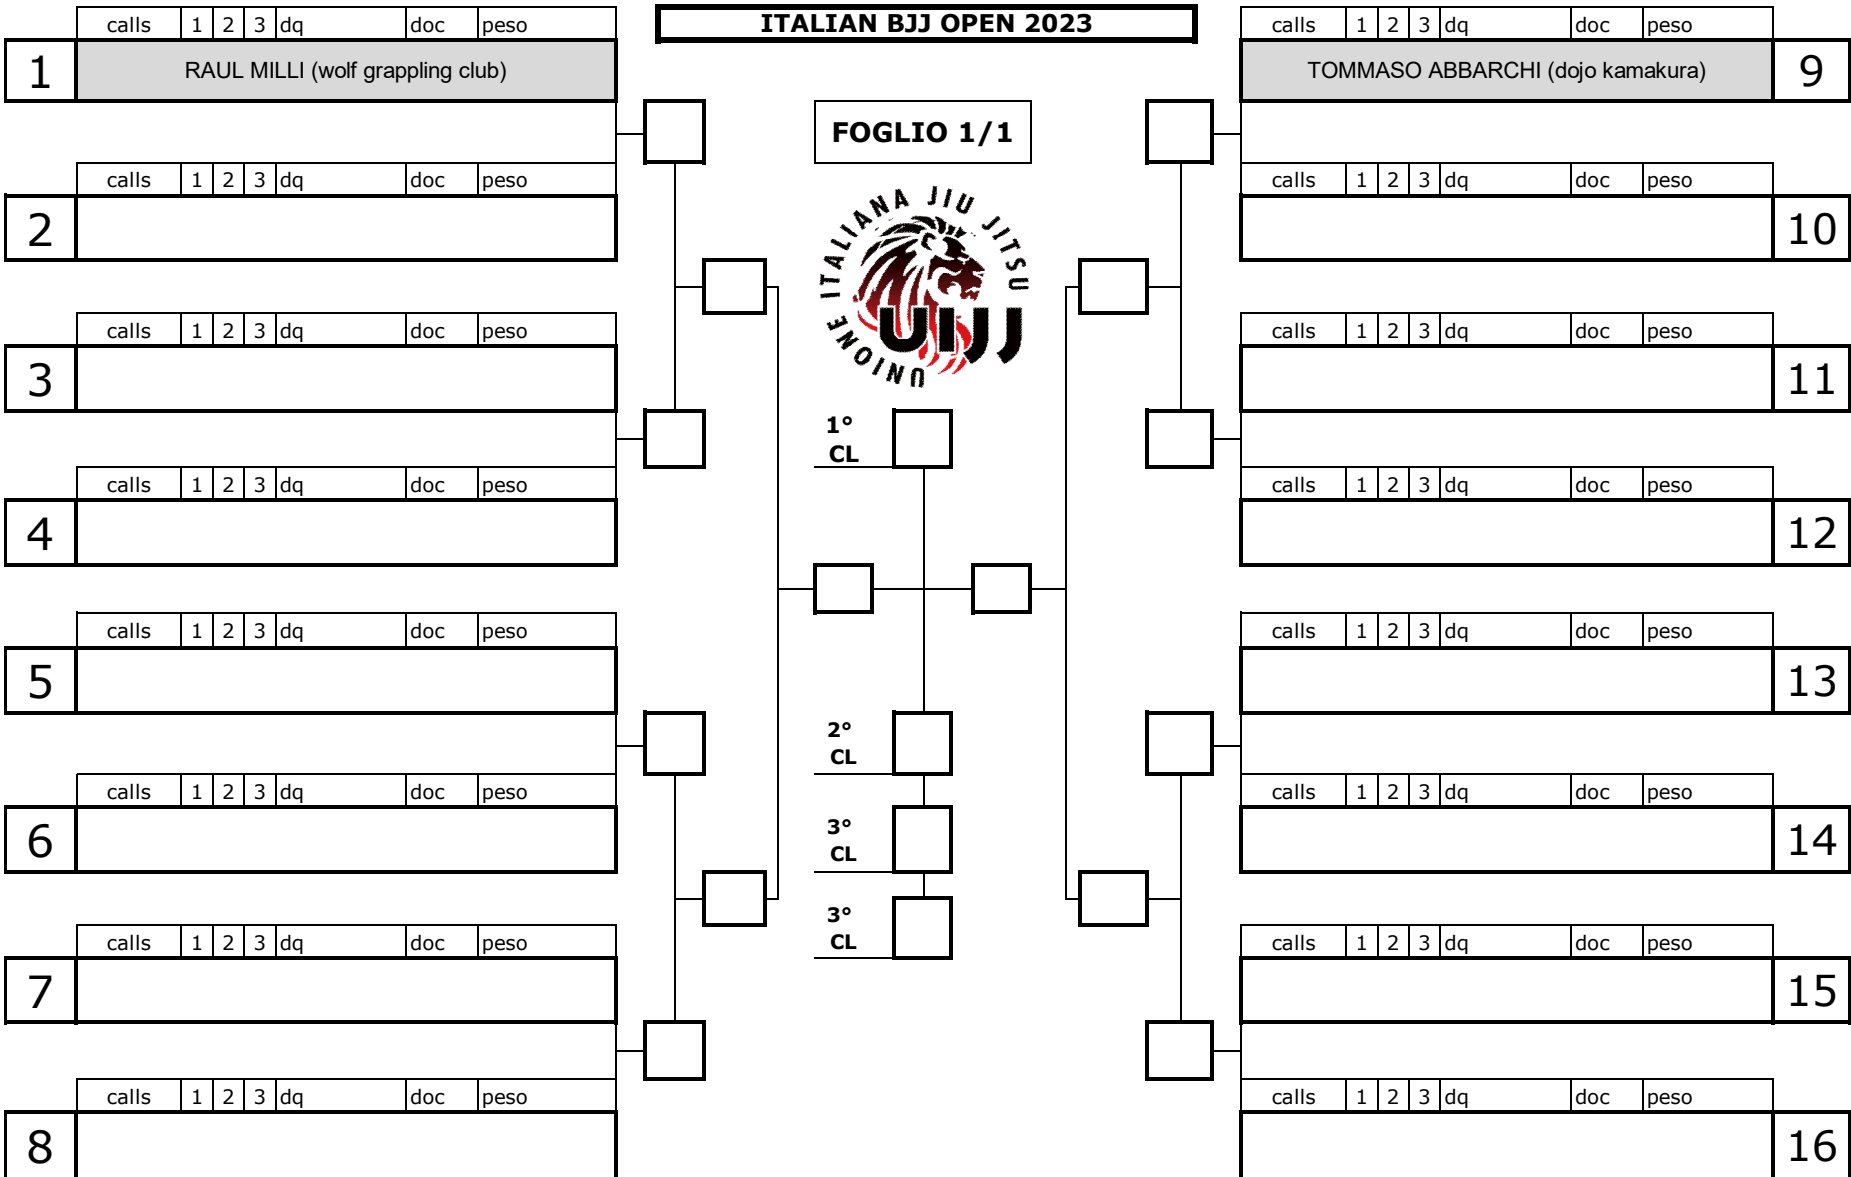 calls 1 2 3 dq doc peso
ITALIAN BJJ OPEN 2023
calls 1 2 3 dq doc peso
1 RAUL MILLI (wolf grappling club)
TOMMASO ABBARCHI (dojo kamakura) 9
FOGLIO 1/1
calls 1 2 3 dq doc peso
calls 1 2 3 dq doc peso
2
10
UNIONE ITALIANA JIU JITSU
UIJJ
calls 1 2 3 dq doc peso
calls 1 2 3 dq doc peso
3
11
1°
CL
calls 1 2 3 dq doc peso
calls 1 2 3 dq doc peso
4
12
calls 1 2 3 dq doc peso
calls 1 2 3 dq doc peso
5
13
2°
CL
calls 1 2 3 dq doc peso
calls 1 2 3 dq doc peso
6
14
3°
CL
3°
CL
calls 1 2 3 dq doc peso
calls 1 2 3 dq doc peso
7
15
calls 1 2 3 dq doc peso
calls 1 2 3 dq doc peso
8
16